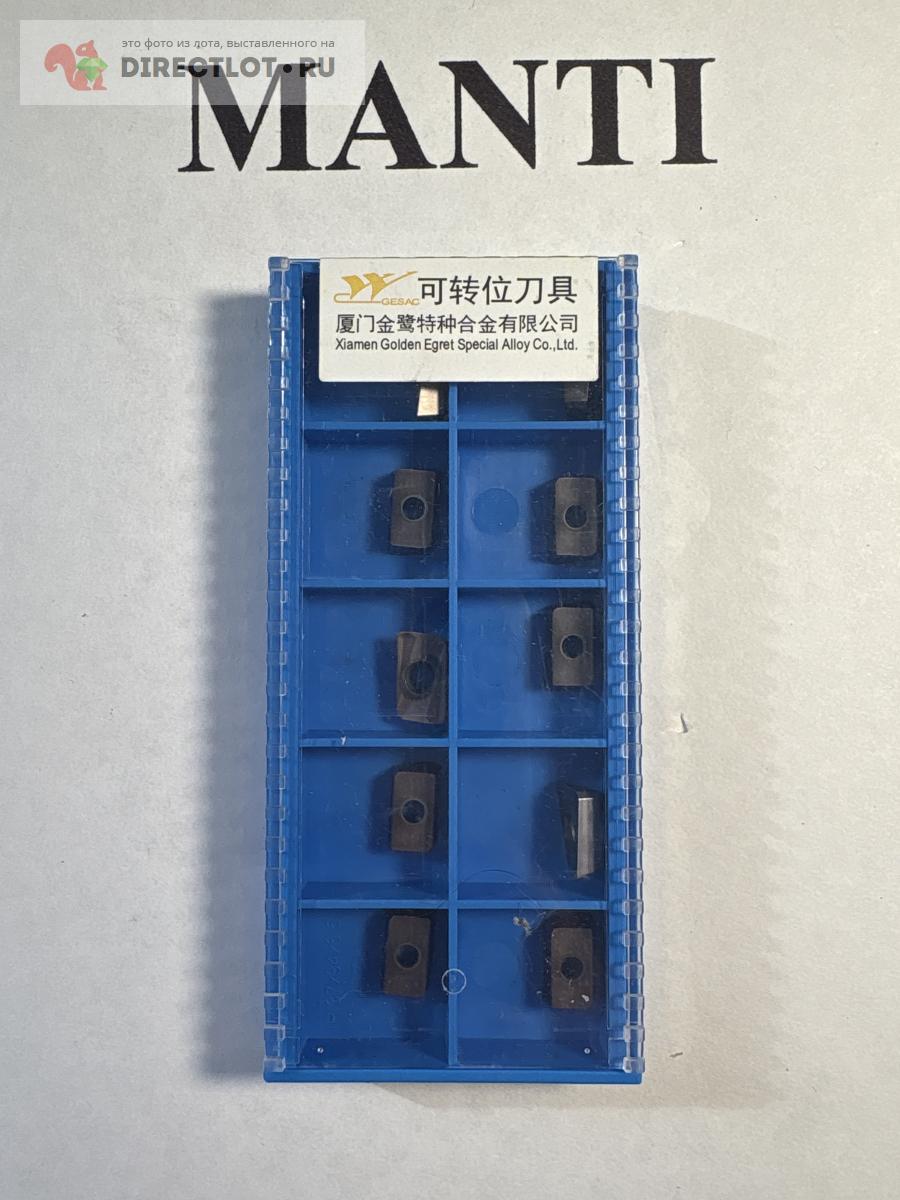 это фото из лота, выставленного на
DIRECTLOT.RU
MANTI
GESAC
可转位刀具
厦门金鹭特种合金有限公司
Xiamen Golden Egret Special Alloy Co.,Ltd.